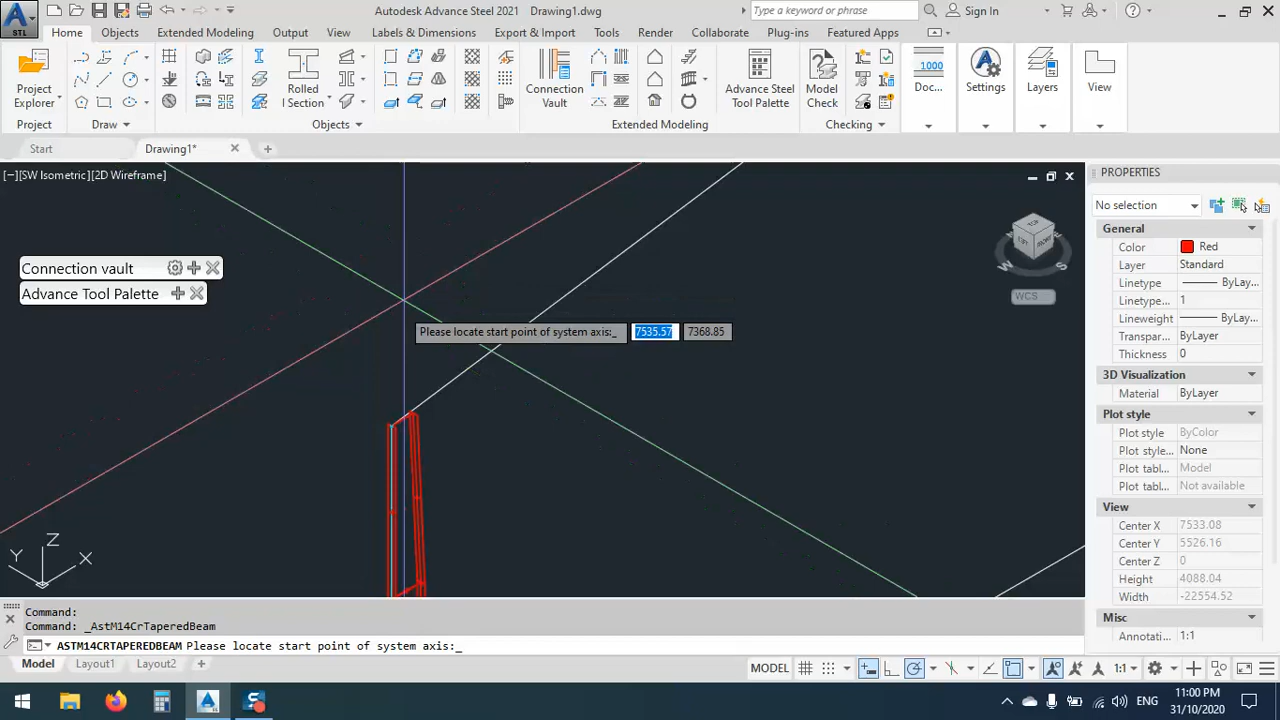 STL
Autodesk Advance Steel 2021 Drawing1.dwg
Type a keyword or phrase
Sign In
Home Objects Extended Modeling Output View Labels & Dimensions Export & Import Tools Render Collaborate Plug-ins Featured Apps
Project
Explorer
Rolled
I Section
Connection
Vault
Advance Steel
Tool Palette
Model
Check
1000
Doc...
Settings
Layers
View
Project Draw Objects Extended Modeling Checking
Start Drawing1*
[−][SW Isometric][2D Wireframe]
TOP
LEFT
FRONT
W S
WCS
Connection vault
Advance Tool Palette
Please locate start point of system axis:_ 7535.57 7368.85
Z
Y X
PROPERTIES
No selection
General
Color Red
Layer Standard
Linetype ByLay...
Linetype... 1
Lineweight ByLay...
Transpar... ByLayer
Thickness 0
3D Visualization
Material ByLayer
Plot style
Plot style ByColor
Plot style... None
Plot tabl... Model
Plot tabl... Not available
View
Center X 7533.08
Center Y 5526.16
Center Z 0
Height 4088.04
Width -22554.52
Misc
Annotati... 1:1
Command:
Command: _AstM14CrTaperedBeam
ASTM14CRTAPEREDBEAM Please locate start point of system axis:_
Model Layout1 Layout2
MODEL
1:1
ENG
11:00 PM
31/10/2020